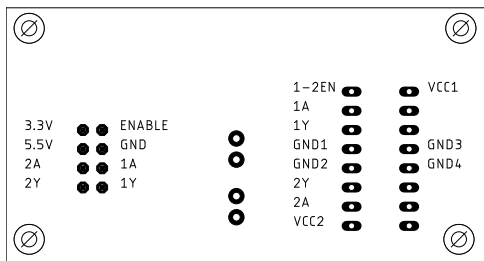 1-2EN VCC1
1A
1Y
3.3V ENABLE
5.5V GND
GND1 GND3
2A 1A
GND2 GND4
2Y 1Y
2Y
2A
VCC2